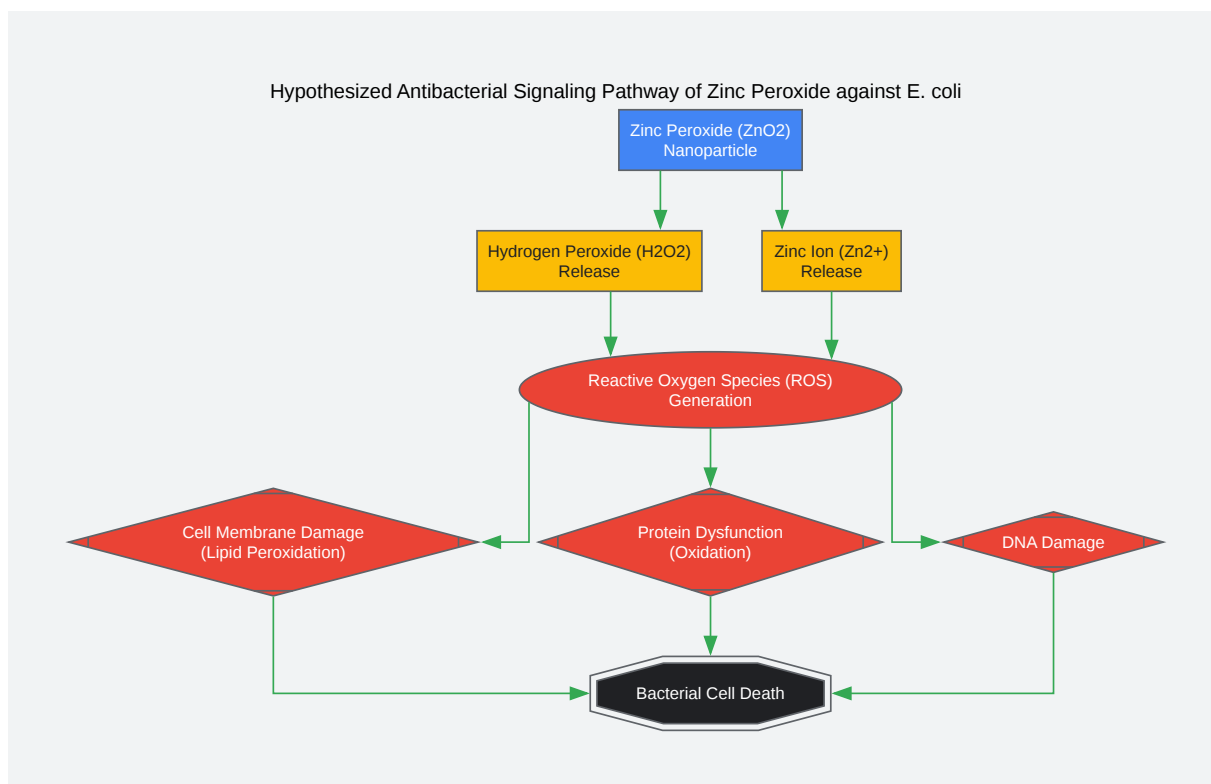 Hypothesized Antibacterial Signaling Pathway of Zinc Peroxide against E. coli
Zinc Peroxide (ZnO2)
Nanoparticle
Hydrogen Peroxide (H2O2)
Release
Zinc Ion (Zn2+)
Release
Reactive Oxygen Species (ROS)
Generation
Cell Membrane Damage
(Lipid Peroxidation)
Protein Dysfunction
(Oxidation)
DNA Damage
Bacterial Cell Death